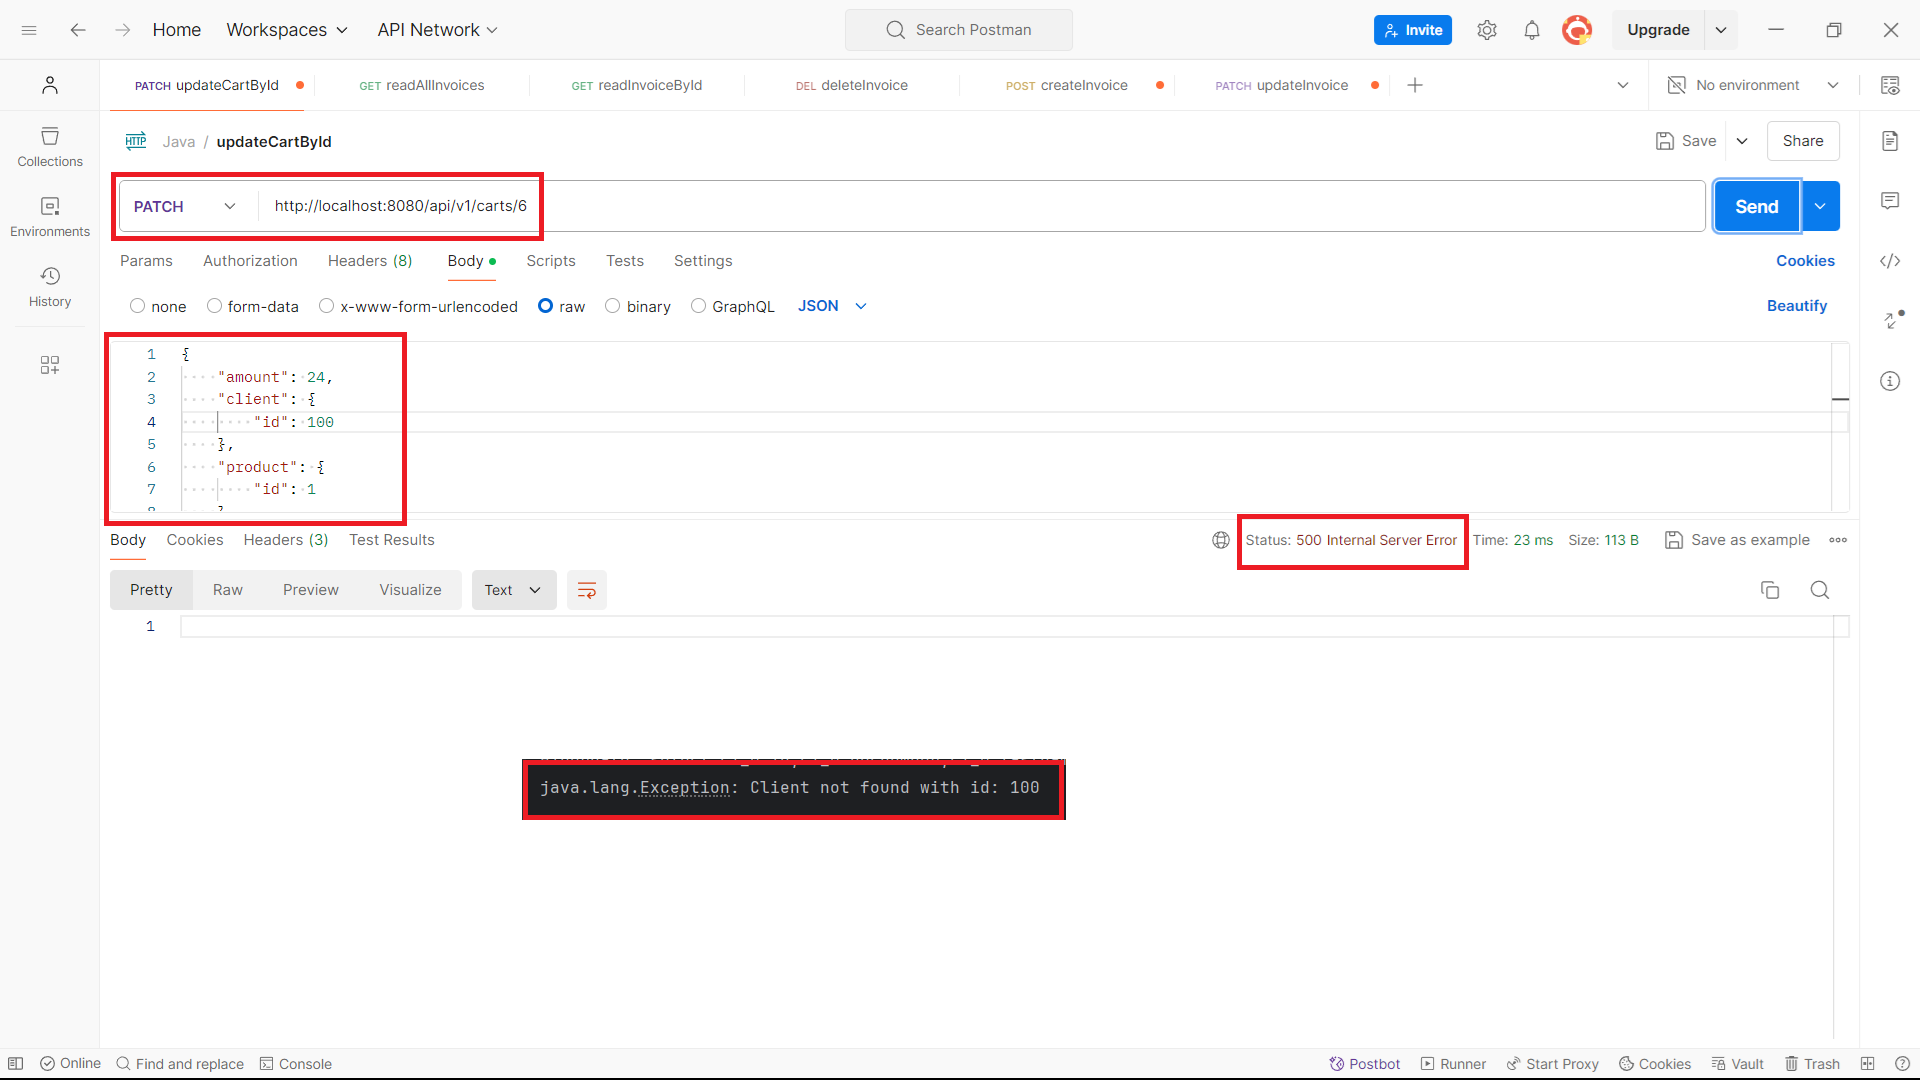 Home Workspaces API Network Search Postman Invite Upgrade
PATCH updateCartById GET readAllInvoices GET readInvoiceById DEL deleteInvoice POST createInvoice PATCH updateInvoice No environment
HTTP Java / updateCartById Save Share
Collections
Environments
History
PATCH http://localhost:8080/api/v1/carts/6 Send
Params Authorization Headers (8) Body Scripts Tests Settings Cookies
none form-data x-www-form-urlencoded raw binary GraphQL JSON Beautify
1 {
2 "amount": 24,
3 "client": {
4 "id": 100
5 },
6 "product": {
7 "id": 1
8 }
Body Cookies Headers (3) Test Results Status: 500 Internal Server Error Time: 23 ms Size: 113 B Save as example
Pretty Raw Preview Visualize Text
1
java.lang.Exception: Client not found with id: 100
Online Find and replace Console Postbot Runner Start Proxy Cookies Vault Trash